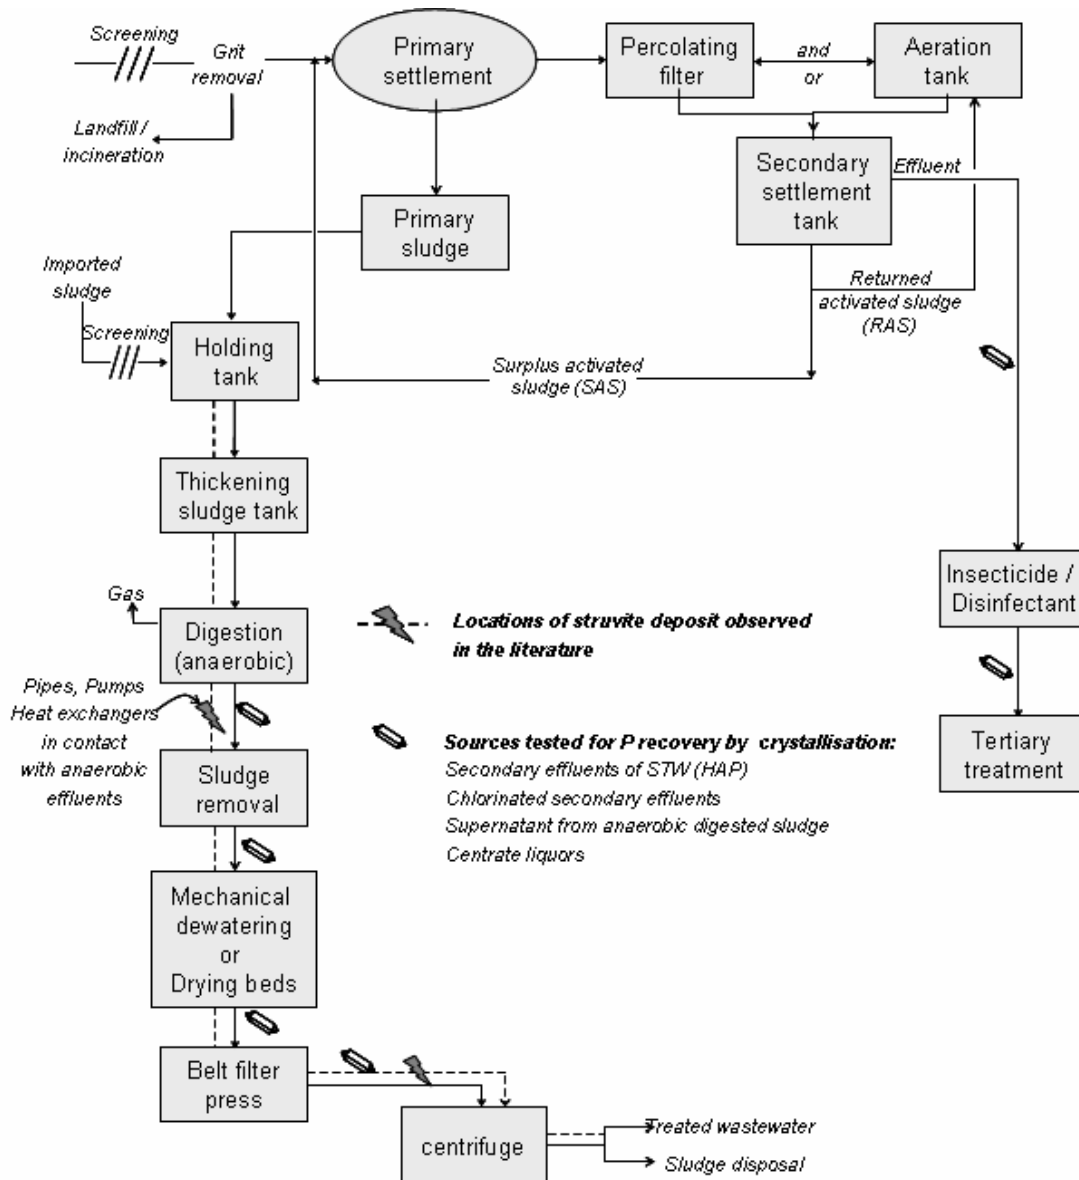 Screening
Grit
removal
Landfill /
incineration
Primary
settlement
Percolating
filter
and
or
Aeration
tank
Secondary
settlement
tank
Effluent
Primary
sludge
Returned
activated sludge
(RAS)
Imported
sludge
Screening
Holding
tank
Surplus activated
sludge (SAS)
Thickening
sludge tank
Gas
Digestion
(anaerobic)
Pipes, Pumps
Heat exchangers
in contact
with anaerobic
effluents
Locations of struvite deposit observed
in the literature
Insecticide /
Disinfectant
Sludge
removal
Sources tested for P recovery by crystallisation:
Secondary effluents of STW (HAP)
Chlorinated secondary effluents
Supernatant from anaerobic digested sludge
Centrate liquors
Tertiary
treatment
Mechanical
dewatering
or
Drying beds
Belt filter
press
centrifuge
Treated wastewater
Sludge disposal